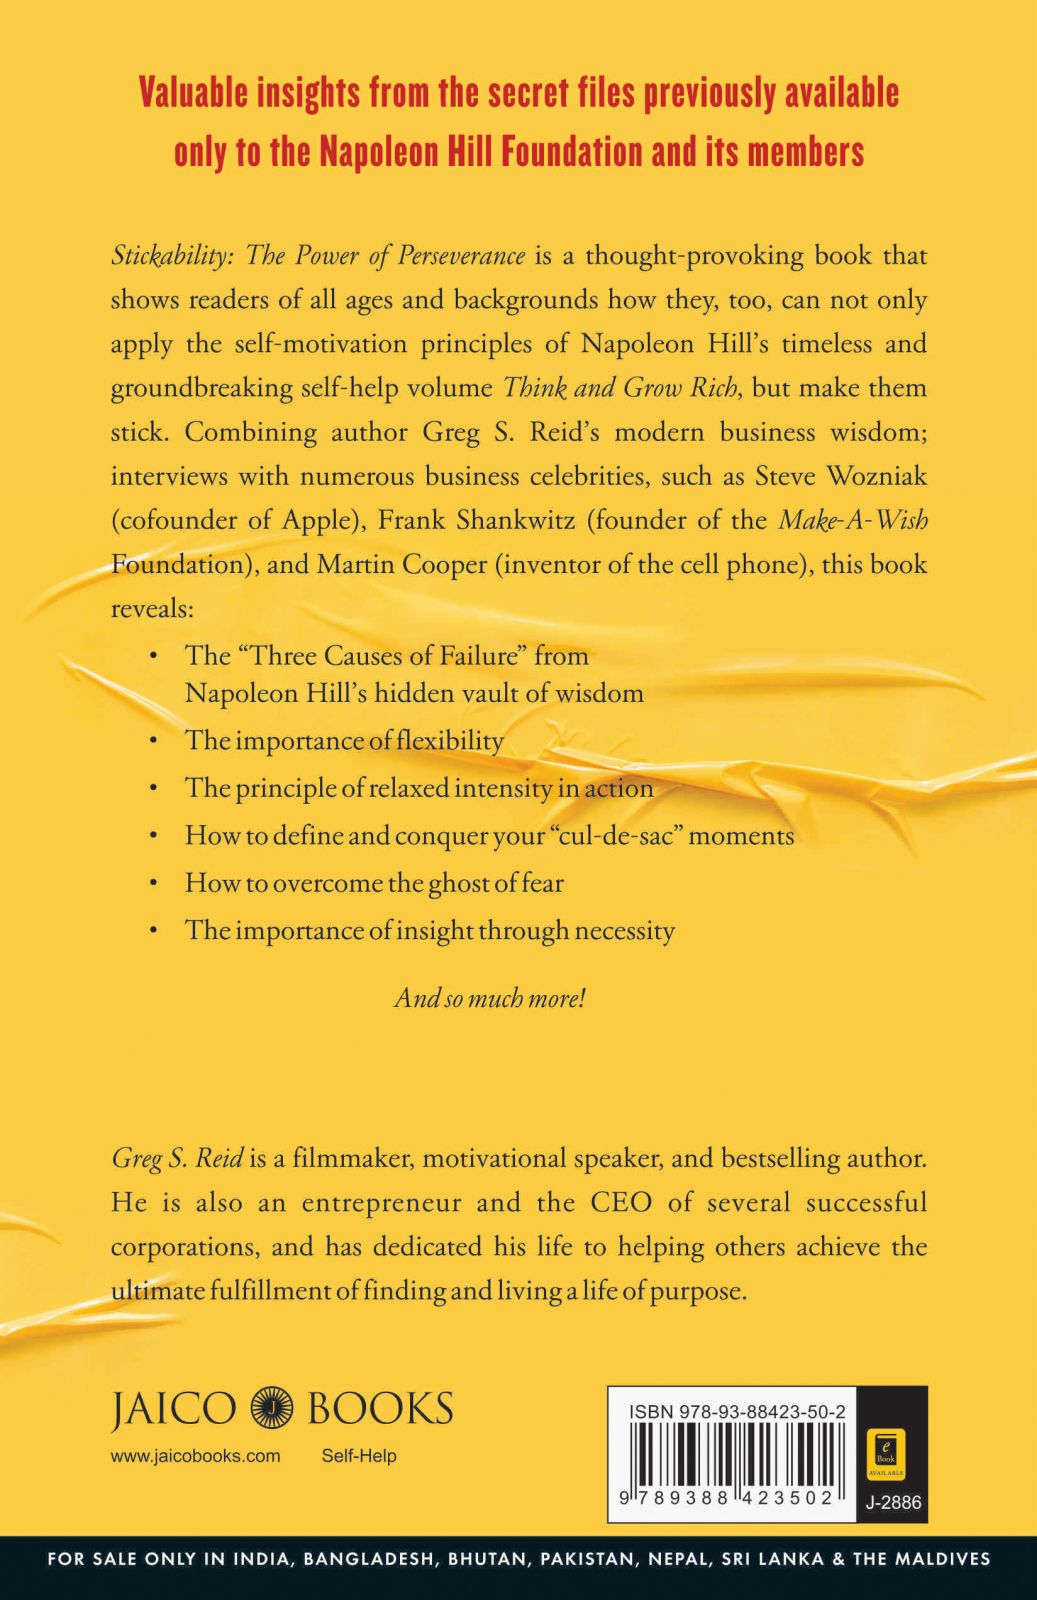 Valuable insights from the secret files previously available
only to the Napoleon Hill Foundation and its members
Stickability: The Power of Perseverance is a thought-provoking book that
shows readers of all ages and backgrounds how they, too, can not only
apply the self-motivation principles of Napoleon Hill’s timeless and
groundbreaking self-help volume Think and Grow Rich, but make them
stick. Combining author Greg S. Reid’s modern business wisdom;
interviews with numerous business celebrities, such as Steve Wozniak
(cofounder of Apple), Frank Shankwitz (founder of the Make-A-Wish
Foundation), and Martin Cooper (inventor of the cell phone), this book
reveals:
• The “Three Causes of Failure” from
Napoleon Hill’s hidden vault of wisdom
• The importance of flexibility
• The principle of relaxed intensity in action
• How to define and conquer your “cul-de-sac” moments
• How to overcome the ghost of fear
• The importance of insight through necessity
And so much more!
Greg S. Reid is a filmmaker, motivational speaker, and bestselling author.
He is also an entrepreneur and the CEO of several successful
corporations, and has dedicated his life to helping others achieve the
ultimate fulfillment of finding and living a life of purpose.
JAICO J BOOKS
www.jaicobooks.com Self-Help
ISBN 978-93-88423-50-2
9 789388 423502
e
Book
AVAILABLE
J-2886
FOR SALE ONLY IN INDIA, BANGLADESH, BHUTAN, PAKISTAN, NEPAL, SRI LANKA & THE MALDIVES